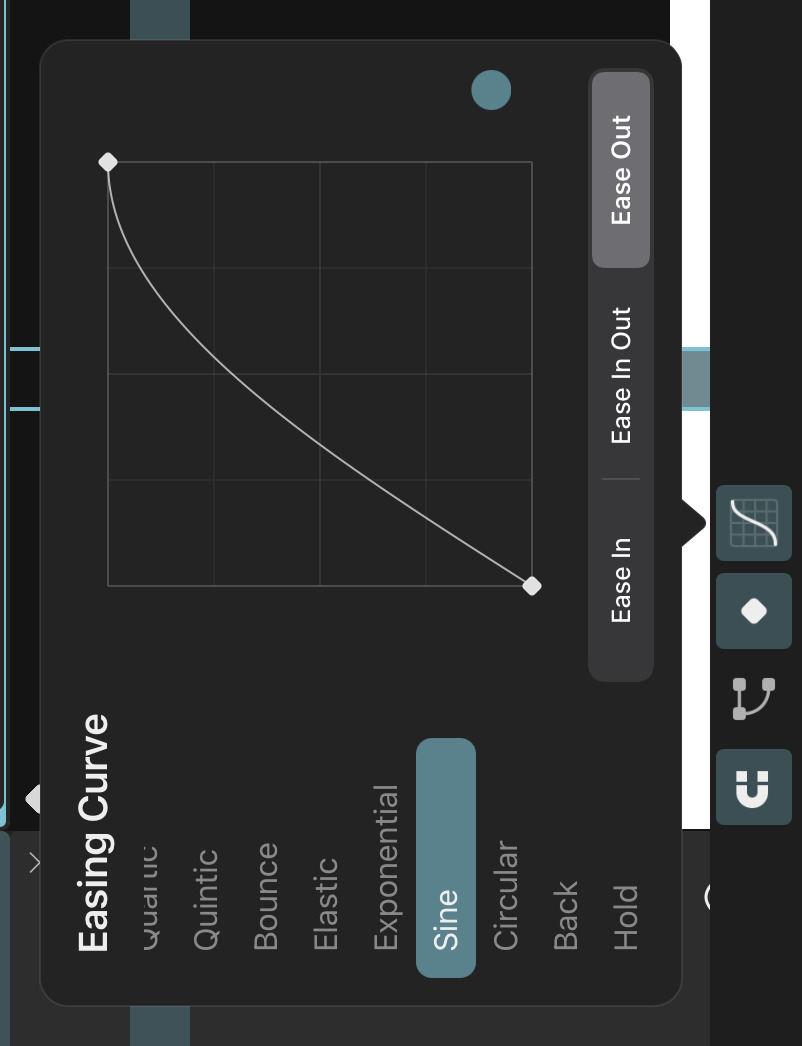 Easing Curve
Quartic
Quintic
Bounce
Elastic
Exponential
Sine
Circular
Back
Hold
Ease In
Ease In Out
Ease Out